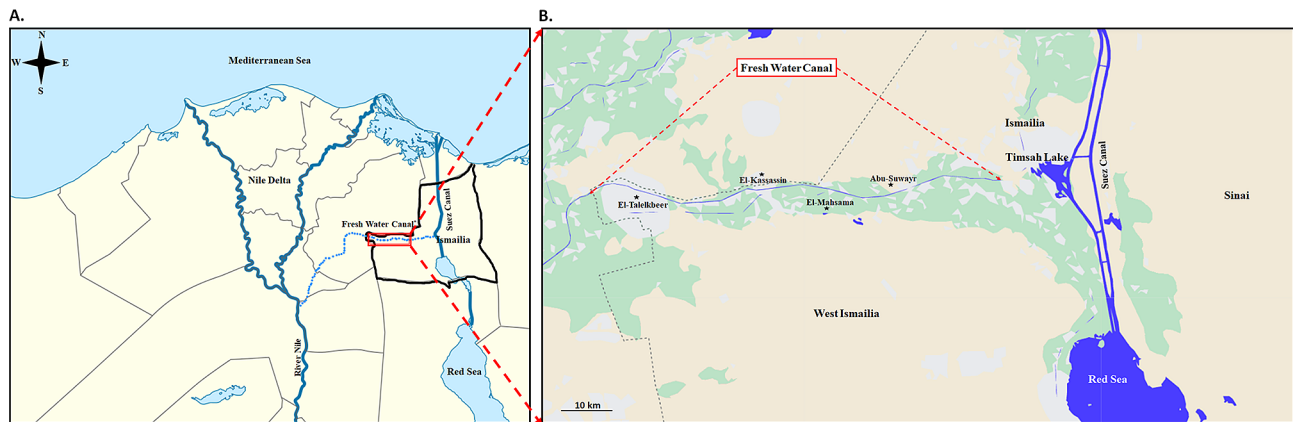 A.
N
W
E
S
Mediterranean Sea
Nile Delta
Fresh Water Canal
Suez Canal
Ismailia
River Nile
Red Sea
B.
Fresh Water Canal
Ismailia
Timsah Lake
Suez Canal
El-Kassassin
Abu-Suwayr
El-Talelkbeer
El-Mahsama
Sinai
West Ismailia
Red Sea
10 km